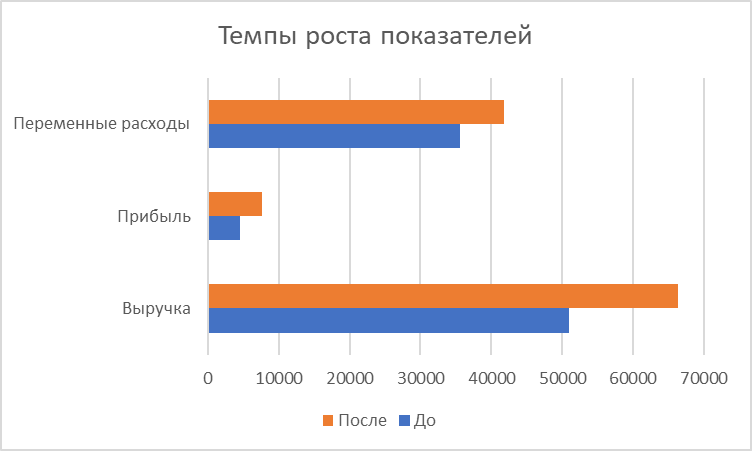 Темпы роста показателей
Переменные расходы
Прибыль
Выручка
0 10000 20000 30000 40000 50000 60000 70000
После До